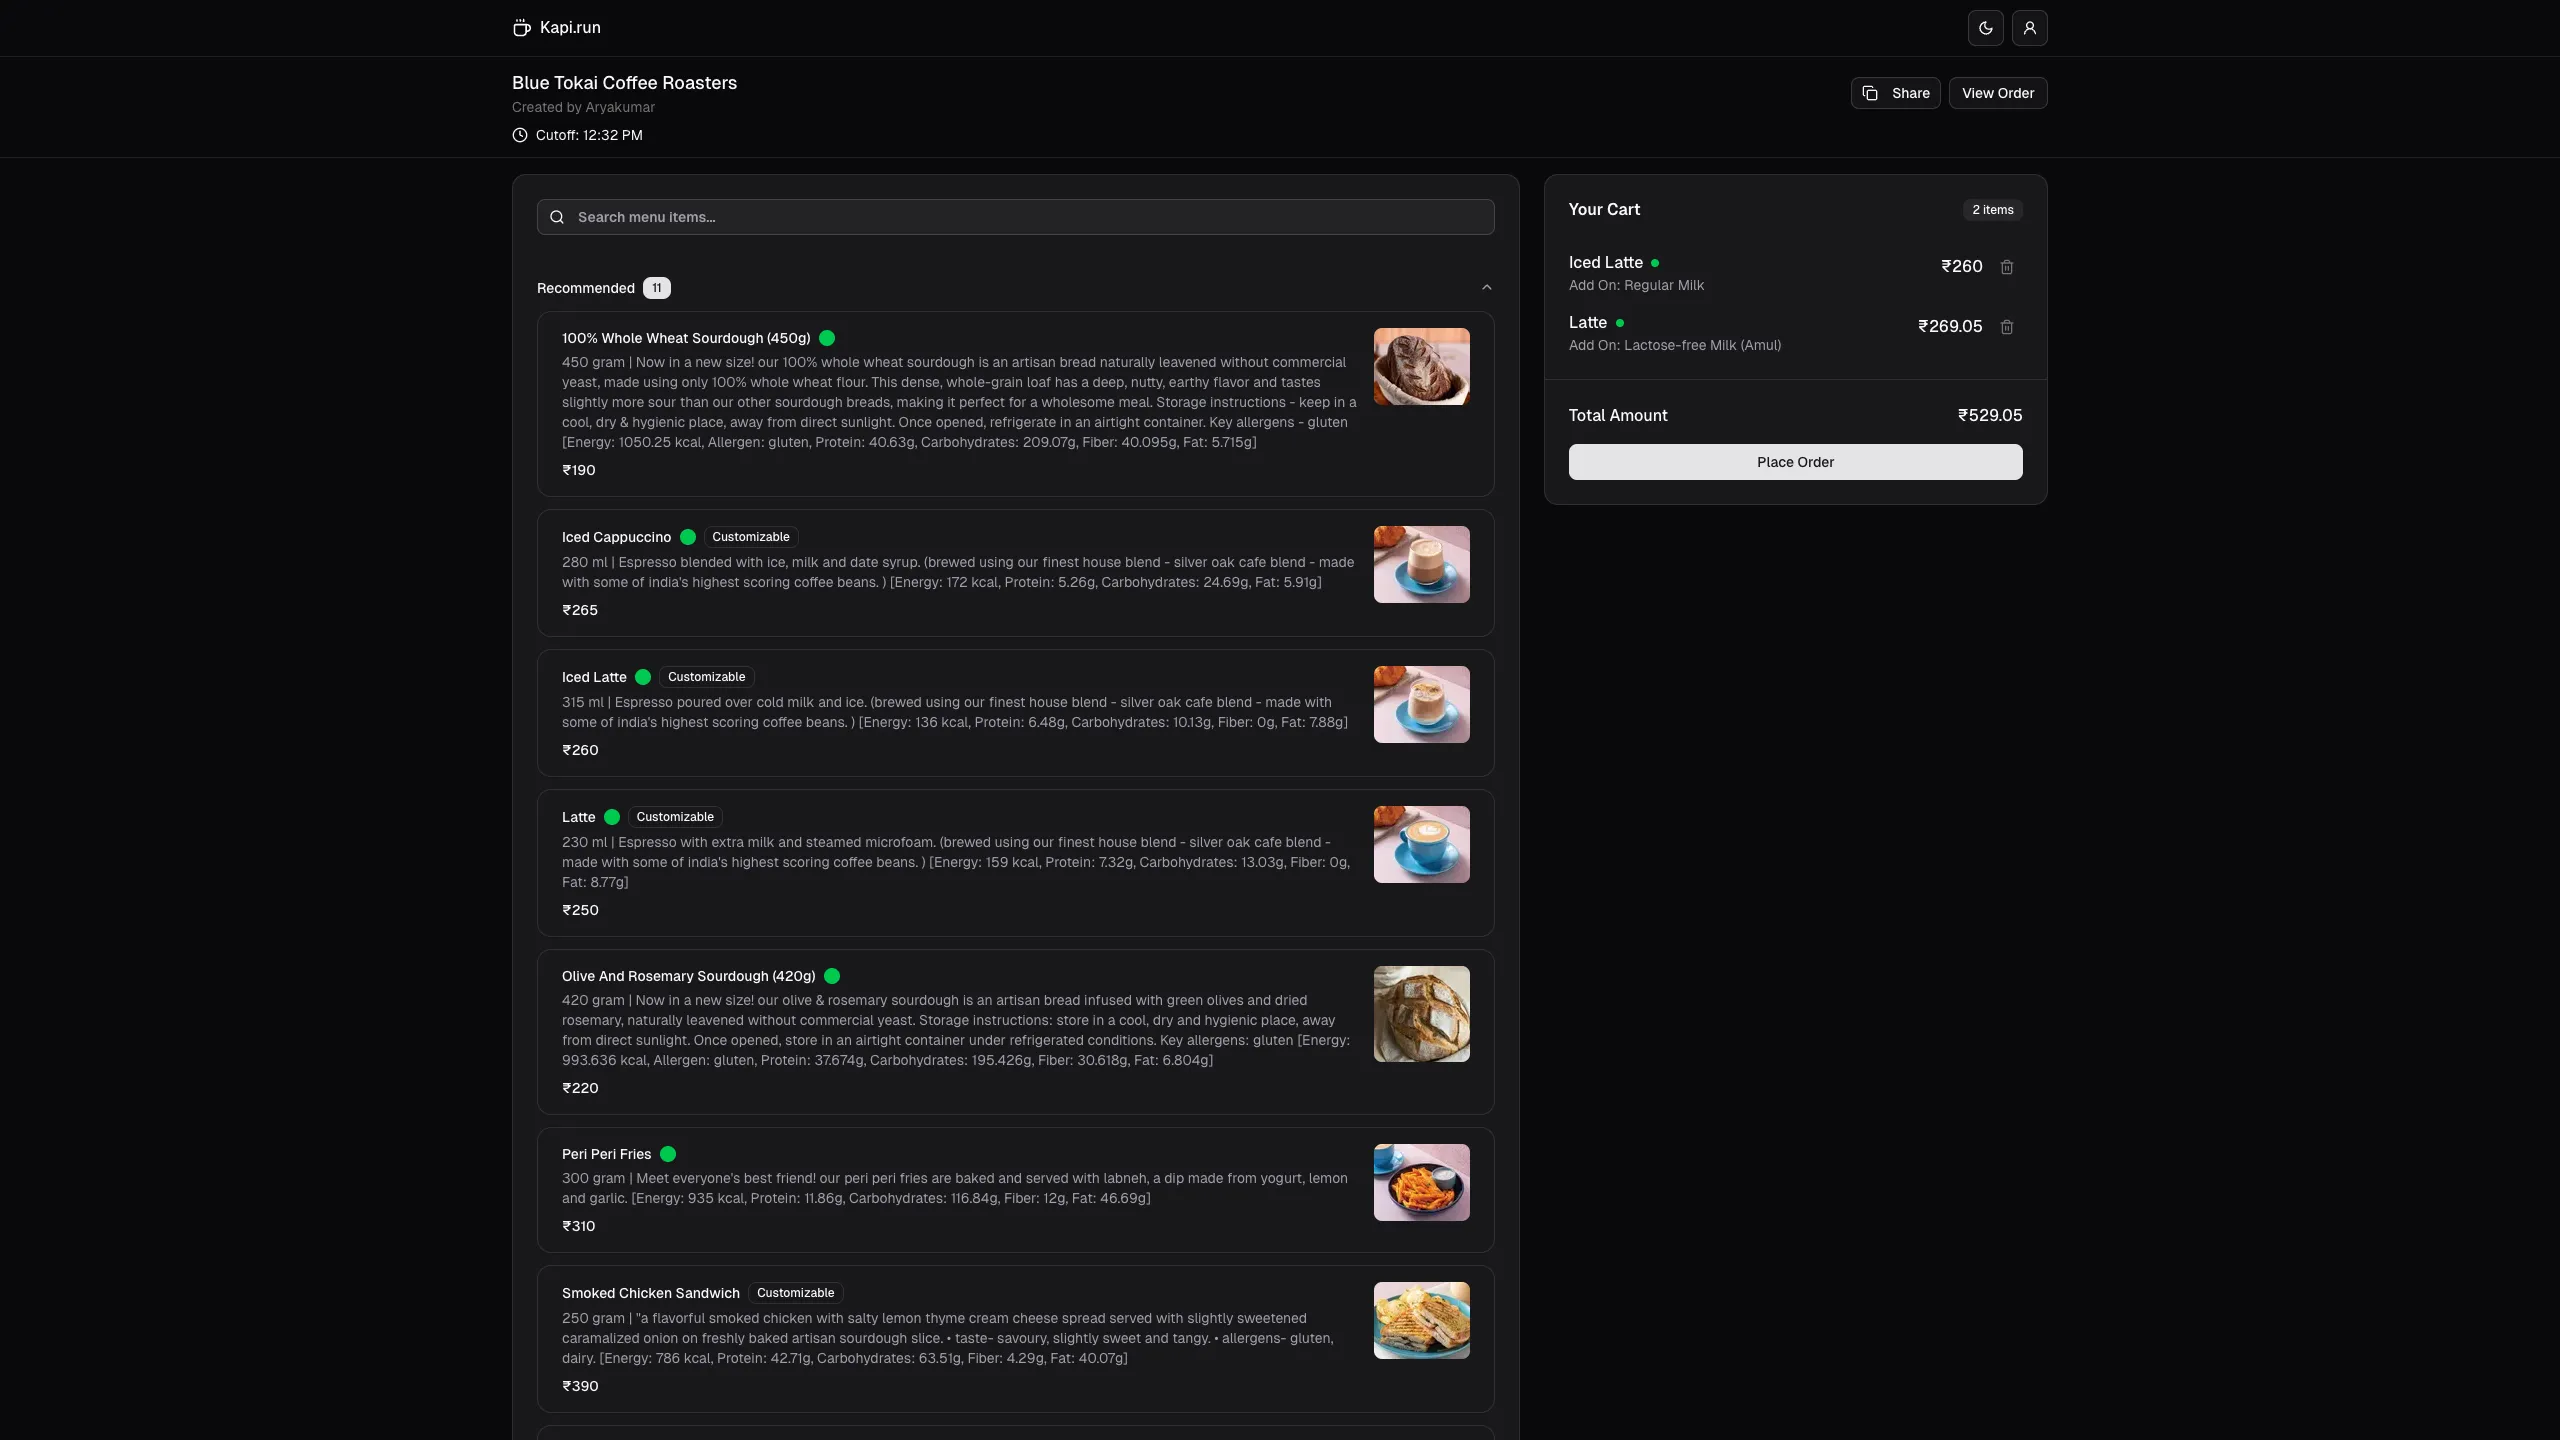 Kapi.run
Blue Tokai Coffee Roasters
Created by Aryakumar
Cutoff: 12:32 PM
Share
View Order
Search menu items...
Recommended 11
100% Whole Wheat Sourdough (450g)
450 gram | Now in a new size! our 100% whole wheat sourdough is an artisan bread naturally leavened without commercial
yeast, made using only 100% whole wheat flour. This dense, whole-grain loaf has a deep, nutty, earthy flavor and tastes
slightly more sour than our other sourdough breads, making it perfect for a wholesome meal. Storage instructions - keep in a
cool, dry & hygienic place, away from direct sunlight. Once opened, refrigerate in an airtight container. Key allergens - gluten
[Energy: 1050.25 kcal, Allergen: gluten, Protein: 40.63g, Carbohydrates: 209.07g, Fiber: 40.095g, Fat: 5.715g]
₹190
Iced Cappuccino Customizable
280 ml | Espresso blended with ice, milk and date syrup. (brewed using our finest house blend - silver oak cafe blend - made
with some of india's highest scoring coffee beans. ) [Energy: 172 kcal, Protein: 5.26g, Carbohydrates: 24.69g, Fat: 5.91g]
₹265
Iced Latte Customizable
315 ml | Espresso poured over cold milk and ice. (brewed using our finest house blend - silver oak cafe blend - made with
some of india's highest scoring coffee beans. ) [Energy: 136 kcal, Protein: 6.48g, Carbohydrates: 10.13g, Fiber: 0g, Fat: 7.88g]
₹260
Latte Customizable
230 ml | Espresso with extra milk and steamed microfoam. (brewed using our finest house blend - silver oak cafe blend -
made with some of india's highest scoring coffee beans. ) [Energy: 159 kcal, Protein: 7.32g, Carbohydrates: 13.03g, Fiber: 0g,
Fat: 8.77g]
₹250
Olive And Rosemary Sourdough (420g)
420 gram | Now in a new size! our olive & rosemary sourdough is an artisan bread infused with green olives and dried
rosemary, naturally leavened without commercial yeast. Storage instructions: store in a cool, dry and hygienic place, away
from direct sunlight. Once opened, store in an airtight container under refrigerated conditions. Key allergens: gluten [Energy:
993.636 kcal, Allergen: gluten, Protein: 37.674g, Carbohydrates: 195.426g, Fiber: 30.618g, Fat: 6.804g]
₹220
Peri Peri Fries
300 gram | Meet everyone's best friend! our peri peri fries are baked and served with labneh, a dip made from yogurt, lemon
and garlic. [Energy: 935 kcal, Protein: 11.86g, Carbohydrates: 116.84g, Fiber: 12g, Fat: 46.69g]
₹310
Smoked Chicken Sandwich Customizable
250 gram | "a flavorful smoked chicken with salty lemon thyme cream cheese spread served with slightly sweetened
caramalized onion on freshly baked artisan sourdough slice. • taste- savoury, slightly sweet and tangy. • allergens- gluten,
dairy. [Energy: 786 kcal, Protein: 42.71g, Carbohydrates: 63.51g, Fiber: 4.29g, Fat: 40.07g]
₹390
Your Cart 2 items
Iced Latte ₹260
Add On: Regular Milk
Latte ₹269.05
Add On: Lactose-free Milk (Amul)
Total Amount ₹529.05
Place Order